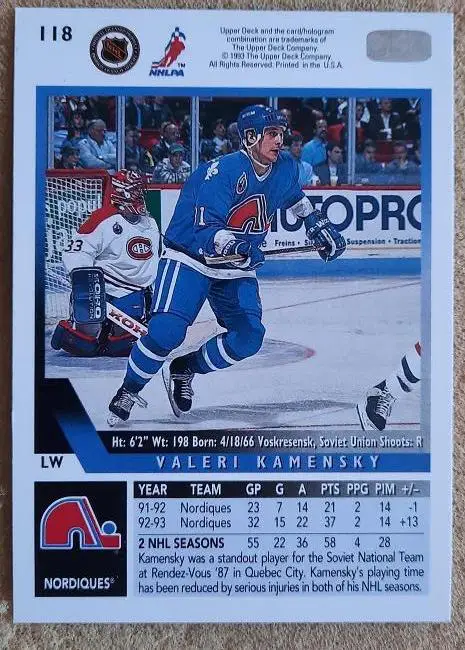 118
NHL
NHLPA
TM
Upper Deck and the card/hologram
combination are trademarks of
The Upper Deck Company.
© 1993 The Upper Deck Company.
All Rights Reserved. Printed in the U.S.A.
33
1
KOHO
UTOPRO
Freins Suspension Traction
Ht: 6'2" Wt: 198 Born: 4/18/66 Voskresensk, Soviet Union Shoots: R
LW VALERI KAMENSKY
YEAR TEAM GP G A PTS PPG PIM +/-
91-92 Nordiques 23 7 14 21 2 14 -1
92-93 Nordiques 32 15 22 37 2 14 +13
2 NHL SEASONS 55 22 36 58 4 28
Kamensky was a standout player for the Soviet National Team
at Rendez-Vous '87 in Quebec City. Kamensky's playing time
has been reduced by serious injuries in both of his NHL seasons.
NORDIQUES®